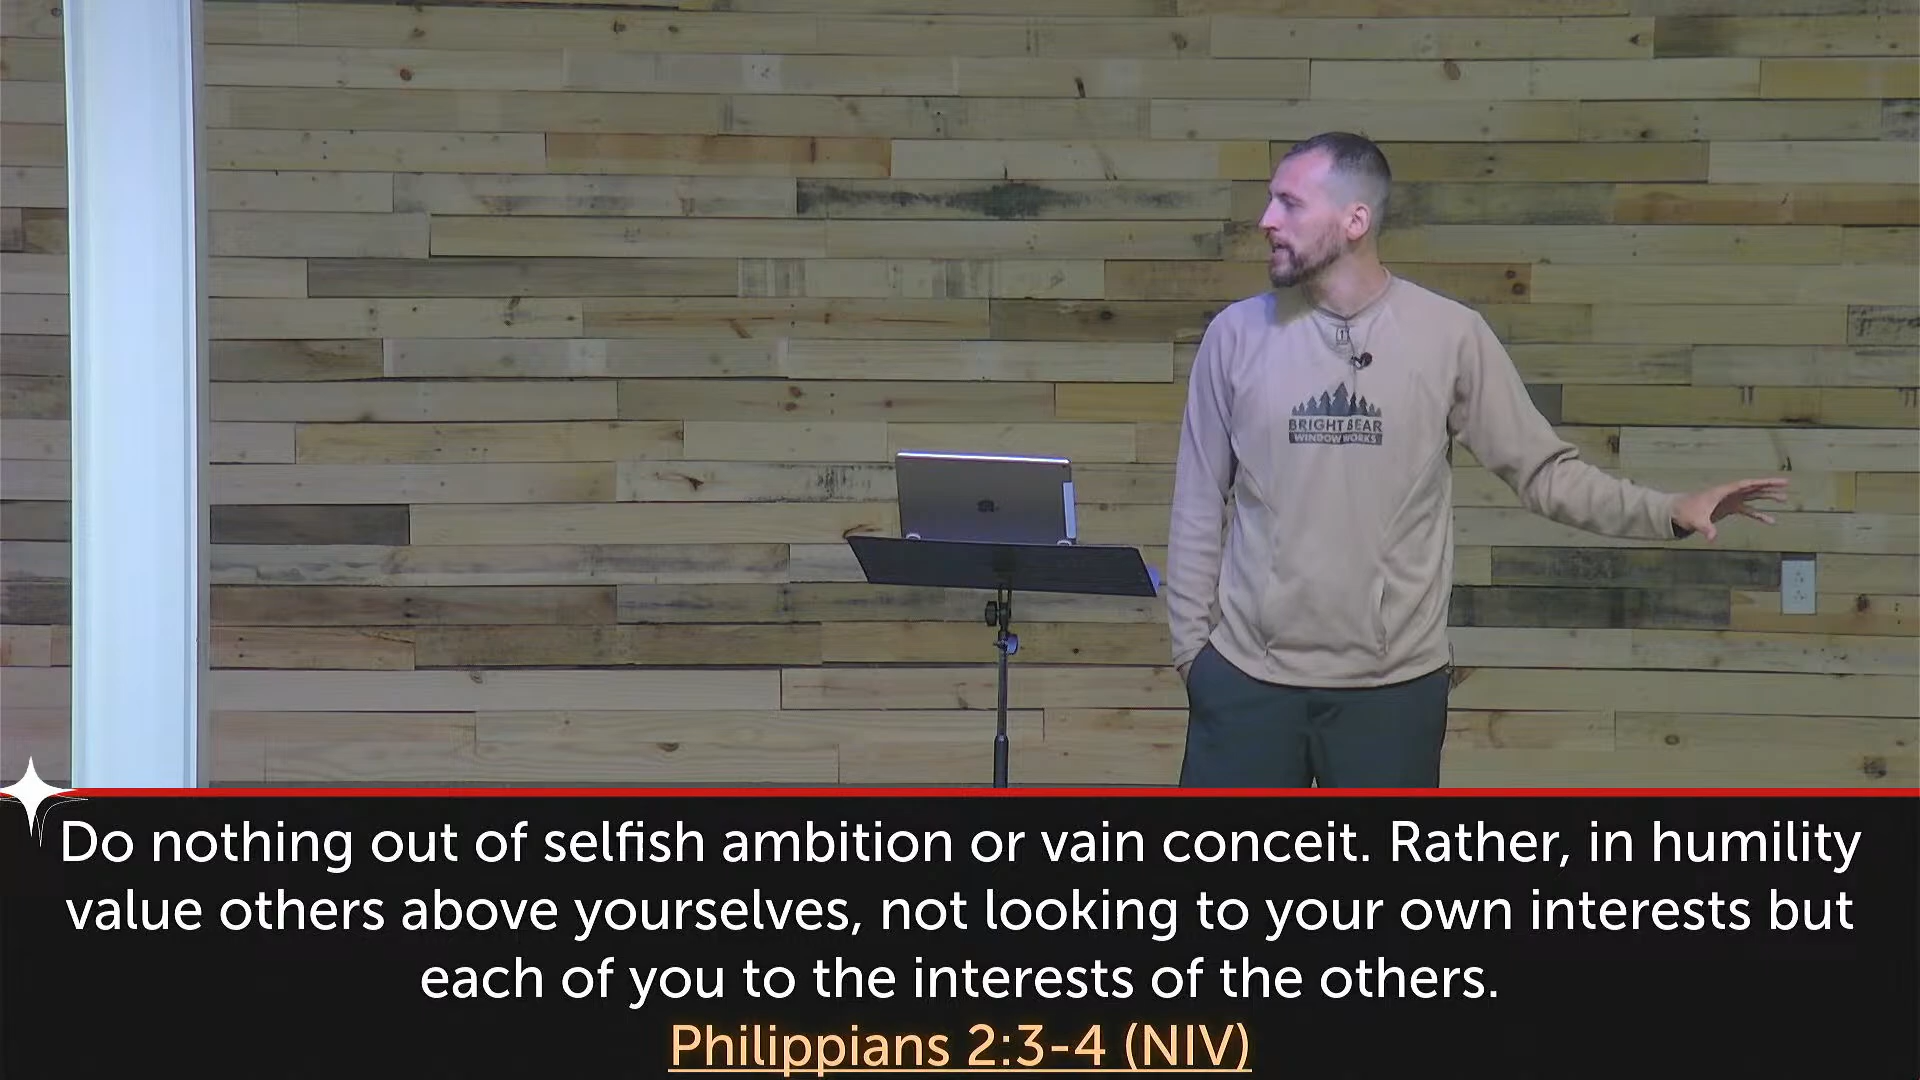 BRIGHT BEAR
WINDOW WORKS
Do nothing out of selfish ambition or vain conceit. Rather, in humility
value others above yourselves, not looking to your own interests but
each of you to the interests of the others.
Philippians 2:3-4 (NIV)